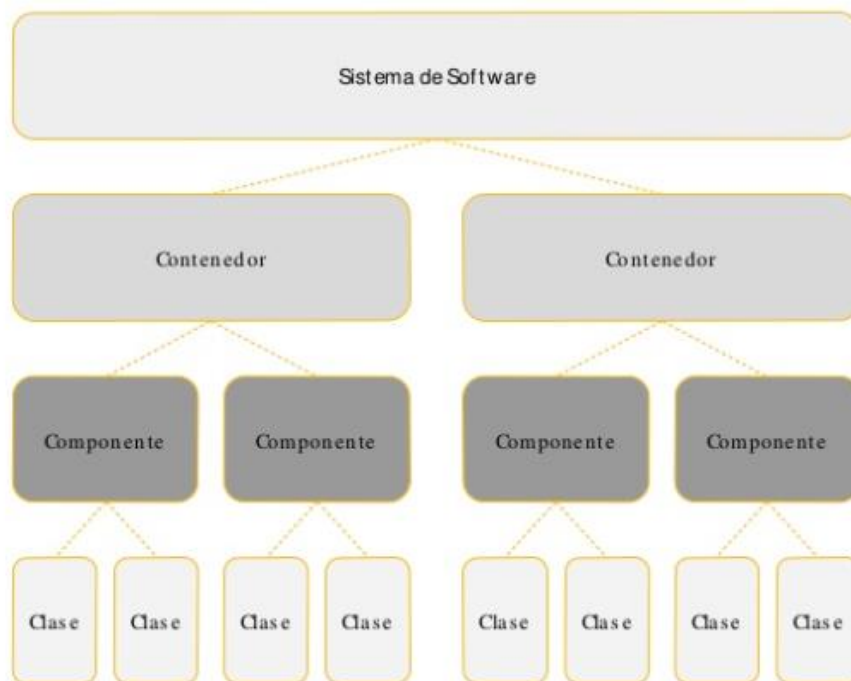 Sistema de Software
Contenedor
Contenedor
Componente
Componente
Componente
Componente
Clase
Clase
Clase
Clase
Clase
Clase
Clase
Clase